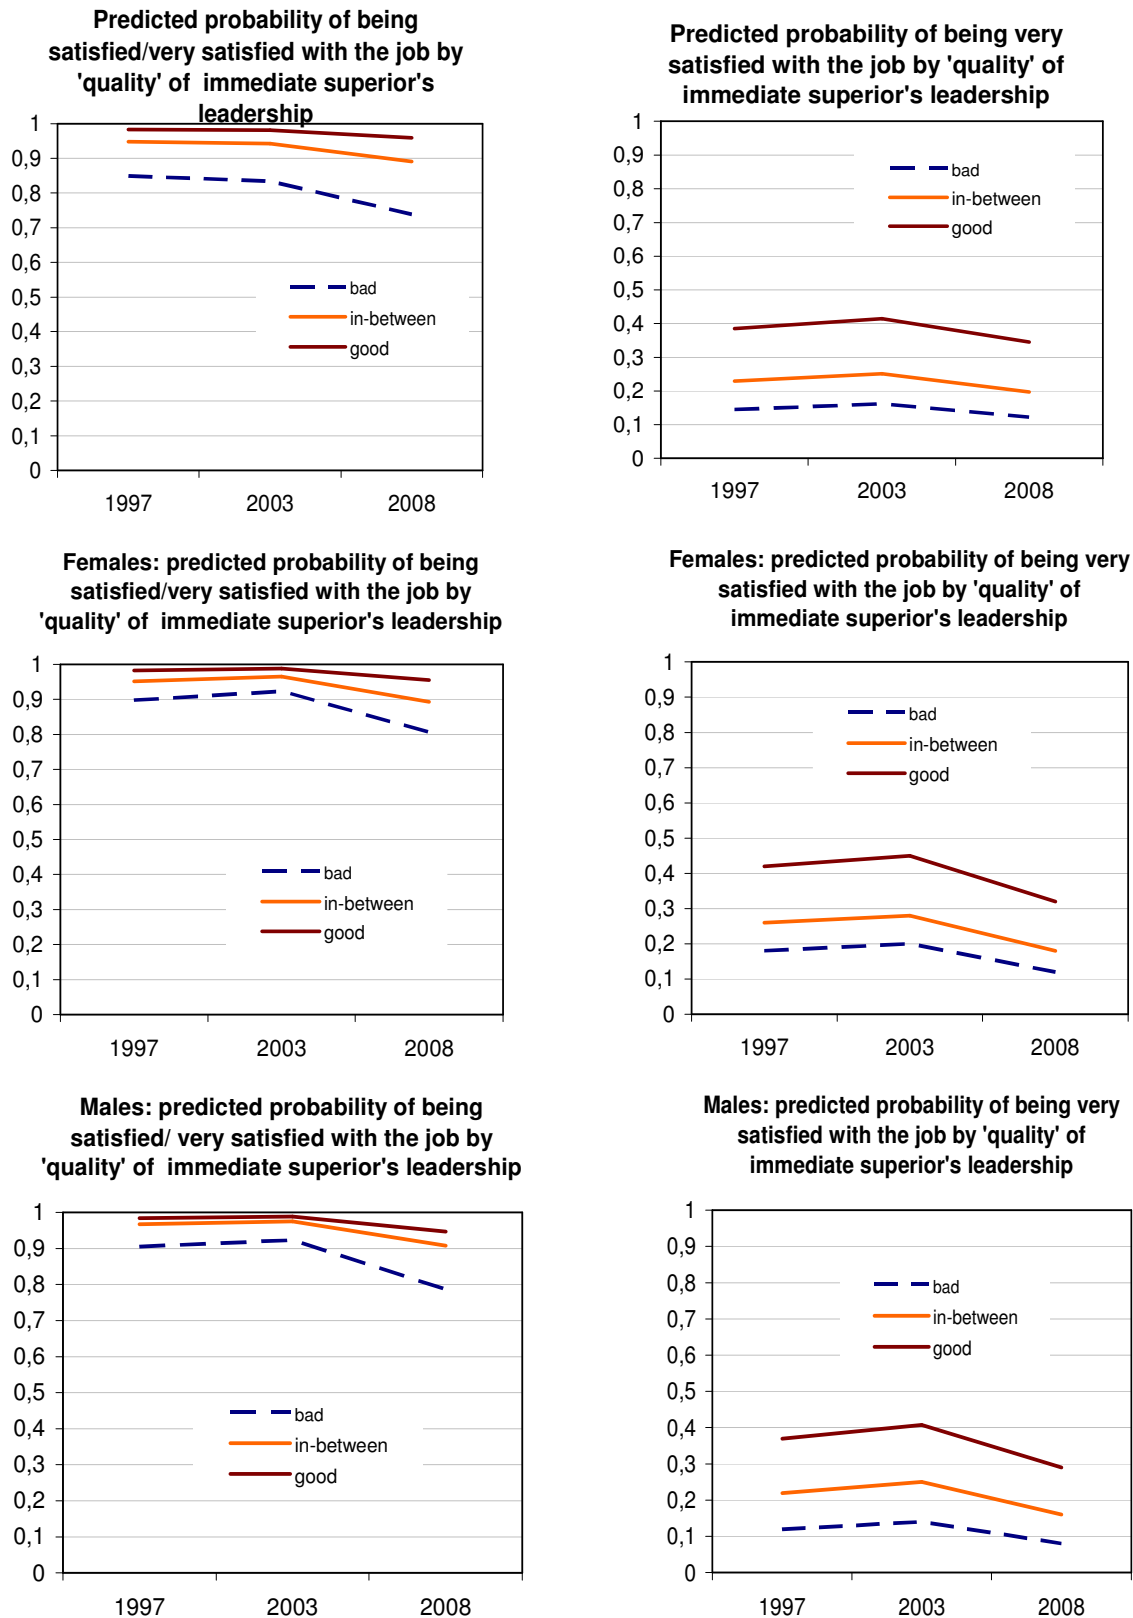 Predicted probability of being
satisfied/very satisfied with the job by
'quality' of immediate superior's
leadership
1
0,9
0,8
0,7
0,6
0,5
0,4
0,3
0,2
0,1
0
bad
in-between
good
1997 2003 2008
Predicted probability of being very
satisfied with the job by 'quality' of
immediate superior's leadership
1
0,9
0,8
0,7
0,6
0,5
0,4
0,3
0,2
0,1
0
bad
in-between
good
1997 2003 2008
Females: predicted probability of being
satisfied/very satisfied with the job by
'quality' of immediate superior's leadership
1
0,9
0,8
0,7
0,6
0,5
0,4
0,3
0,2
0,1
0
bad
in-between
good
1997 2003 2008
Females: predicted probability of being very
satisfied with the job by 'quality' of
immediate superior's leadership
1
0,9
0,8
0,7
0,6
0,5
0,4
0,3
0,2
0,1
0
bad
in-between
good
1997 2003 2008
Males: predicted probability of being
satisfied/ very satisfied with the job by
'quality' of immediate superior's leadership
1
0,9
0,8
0,7
0,6
0,5
0,4
0,3
0,2
0,1
0
bad
in-between
good
1997 2003 2008
Males: predicted probability of being very
satisfied with the job by 'quality' of
immediate superior's leadership
1
0,9
0,8
0,7
0,6
0,5
0,4
0,3
0,2
0,1
0
bad
in-between
good
1997 2003 2008